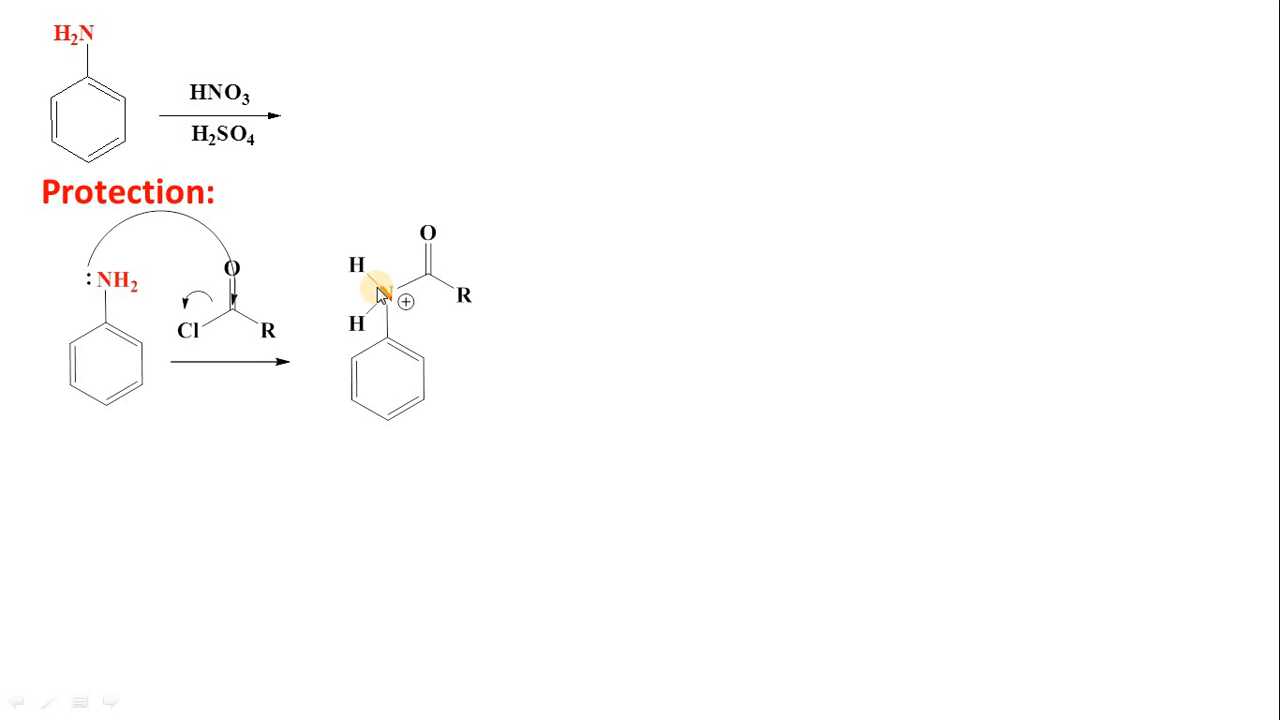 H₂N
HNO₃
H₂SO₄
Protection:
:NH₂
O
Cl
R
O
H
N
⊕
R
H